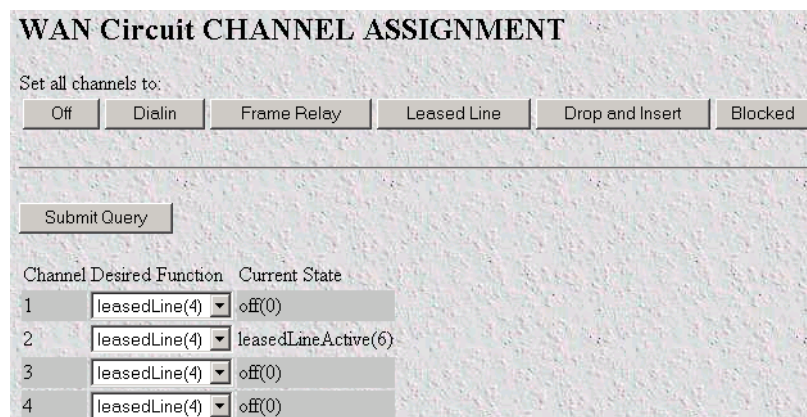 WAN Circuit CHANNEL ASSIGNMENT
Set all channels to:
Off Dialin Frame Relay Leased Line Drop and Insert Blocked
Submit Query
Channel Desired Function Current State
1 leasedLine(4) off(0)
2 leasedLine(4) leasedLineActive(6)
3 leasedLine(4) off(0)
4 leasedLine(4) off(0)